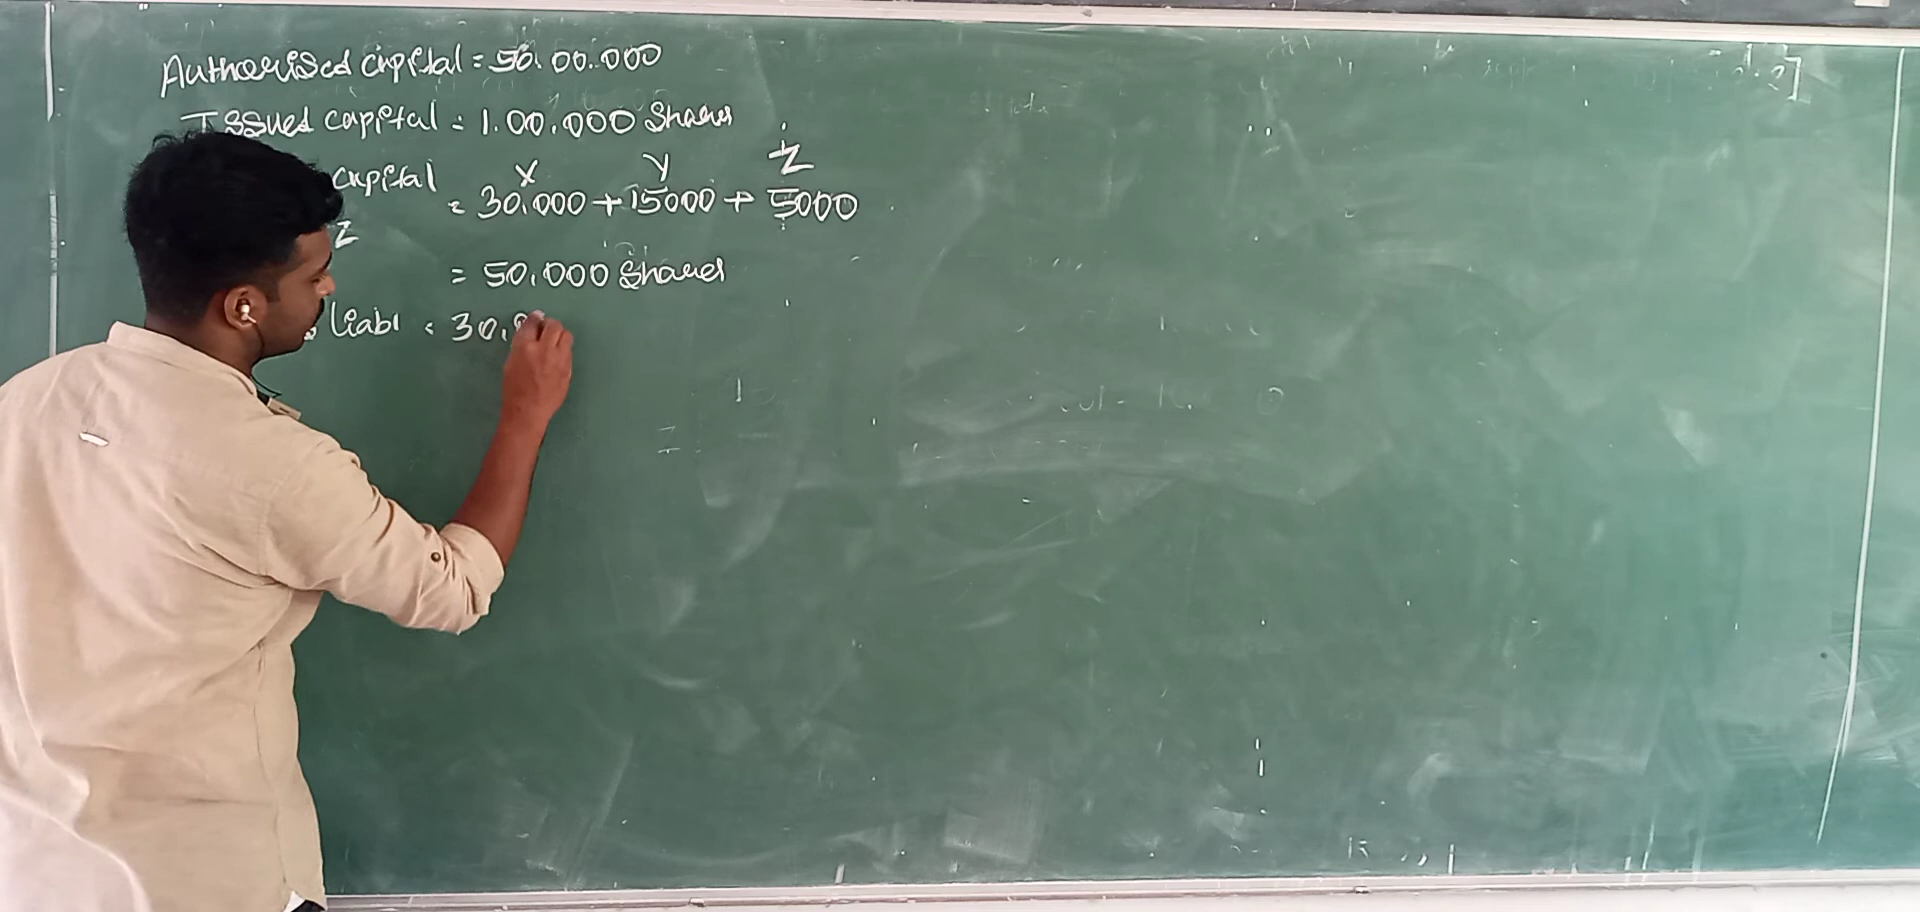 Authorised capital = 50.00.000
Issued capital = 1.00.000 Shares
capital
X Y Z
= 30.000 + 15000 + 5000
Z
= 50.000 Shares
liabl = 30.